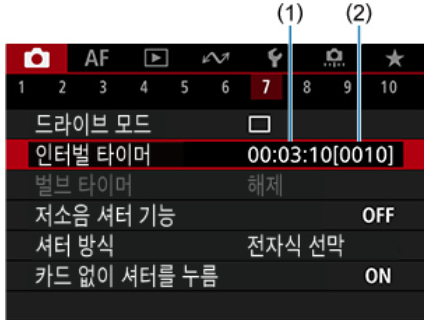 (1) (2)
AF
1 2 3 4 5 6 7 8 9 10
드라이브 모드
인터벌 타이머 00:03:10[0010]
벌브 타이머 해제
저소음 셔터 기능 OFF
셔터 방식 전자식 선막
카드 없이 셔터를 누름 ON